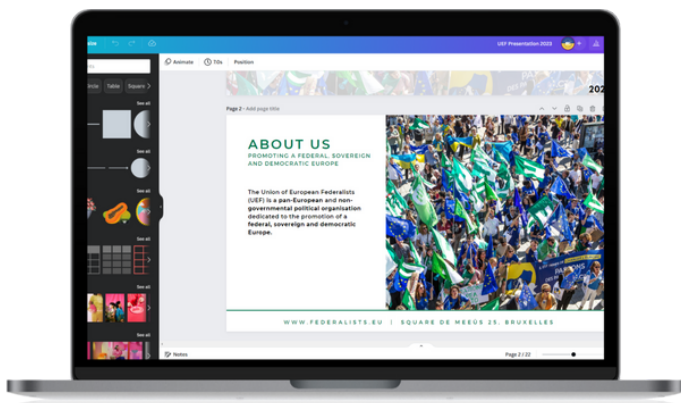 UEF Presentation 2023
Animate
10s
Position
Table
Square
See all
202
Page 2 - Add page title
See all
ABOUT US
PROMOTING A FEDERAL, SOVEREIGN
AND DEMOCRATIC EUROPE
The Union of European Federalists
(UEF) is a pan-European and non-
governmental political organisation
dedicated to the promotion of a
federal, sovereign and democratic
Europe.
See all
See all
See all
WWW.FEDERALISTS.EU | SQUARE DE MEEÛS 25, BRUXELLES
Notes
Page 2 / 22